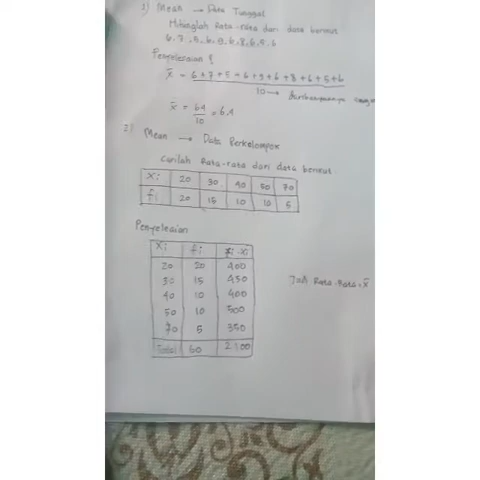 1) Mean → Data Tunggal
Hitunglah Rata-rata dari data berikut
6, 7, 5, 6, 9, 6, 8, 6, 5, 6
Penyelesaian
x̄ = 6+7+5+6+9+6+8+6+5+6
10 →
x̄ = 64
10 = 6.4
2) Mean → Data Perkelompok
Carilah Rata-rata dari data berikut
xi 20 30 40 50 70
fi 20 15 10 10 5
Penyelesaian
xi fi fi . xi
20 20 400
30 15 450
40 10 400
50 10 500
70 5 350
Total 60 2.100
Jadi Rata-Rata = x̄